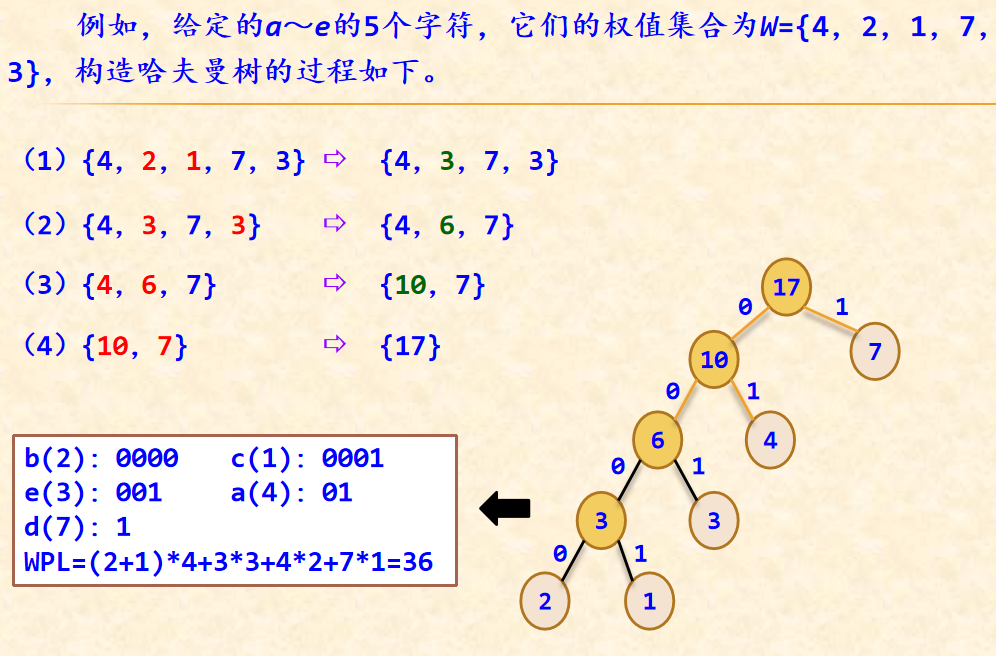 例如，给定的a～e的5个字符，它们的权值集合为W={4，2，1，7，
3}，构造哈夫曼树的过程如下。
（1）{4，2，1，7，3} ⇨ {4，3，7，3}
（2）{4，3，7，3} ⇨ {4，6，7}
（3）{4，6，7} ⇨ {10，7}
（4）{10，7} ⇨ {17}
17
0 1
10 7
0 1
6 4
0 1
3 3
0 1
2 1
b(2)：0000 c(1)：0001
e(3)：001 a(4)：01
d(7)：1
WPL=(2+1)*4+3*3+4*2+7*1=36